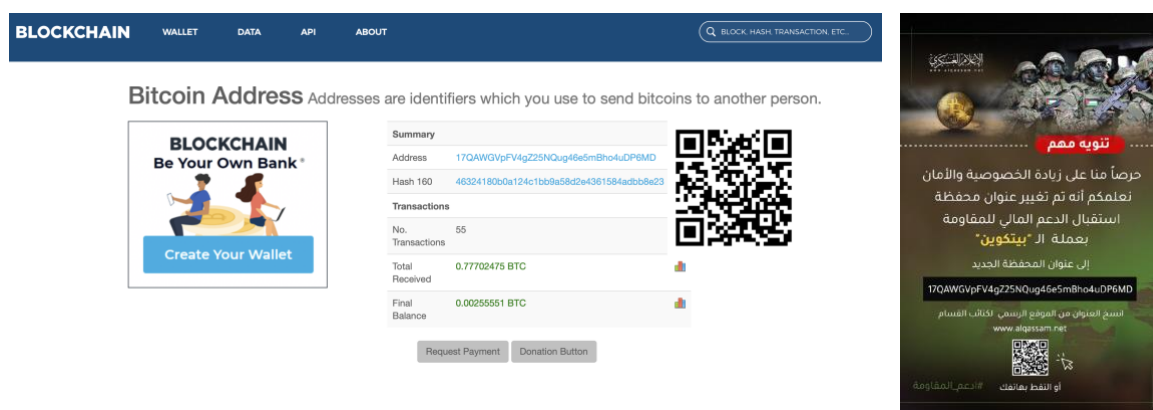 BLOCKCHAIN WALLET DATA API ABOUT
BLOCK, HASH, TRANSACTION, ETC...
Bitcoin Address Addresses are identifiers which you use to send bitcoins to another person.
BLOCKCHAIN
Be Your Own Bank®
Create Your Wallet
Summary
Address 17QAWGVpFV4gZ25NQug46e5mBho4uDP6MD
Hash 160 46324180b0a124c1bb9a58d2e4361584adbb8e23
Transactions
No. Transactions 55
Total Received 0.77702475 BTC
Final Balance 0.00255551 BTC
Request Payment Donation Button
الإعلام العسكري
www.alqassam.net
تنويه مهم
حرصاً منا على زيادة الخصوصية والأمان
نعلمكم أنه تم تغيير عنوان محفظة
استقبال الدعم المالي للمقاومة
بعملة الـ "بيتكوين"
إلى عنوان المحفظة الجديد
17QAWGVpFV4gZ25NQug46e5mBho4uDP6MD
انسخ العنوان من الموقع الرسمي لكتائب القسام
www.alqassam.net
أو التقط بهاتفك
#ادعم_المقاومة